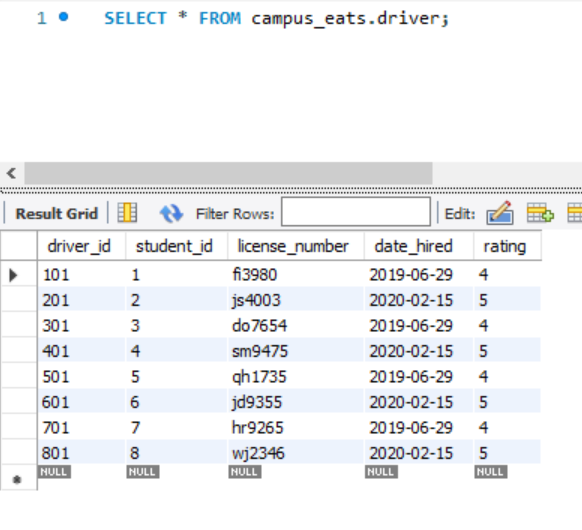 1 SELECT * FROM campus_eats.driver;
Result Grid Filter Rows: Edit:
driver_id student_id license_number date_hired rating
101 1 fi3980 2019-06-29 4
201 2 js4003 2020-02-15 5
301 3 do7654 2019-06-29 4
401 4 sm9475 2020-02-15 5
501 5 qh1735 2019-06-29 4
601 6 jd9355 2020-02-15 5
701 7 hr9265 2019-06-29 4
801 8 wj2346 2020-02-15 5
NULL NULL NULL NULL NULL